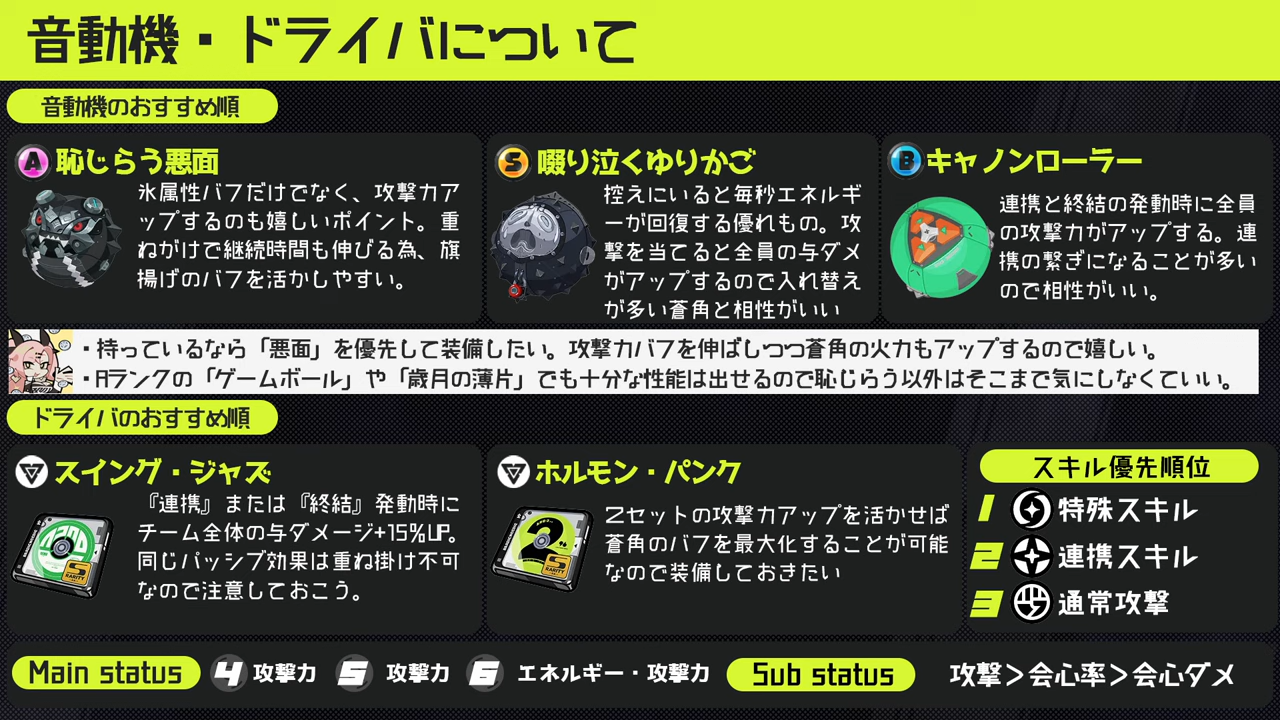 音動機・ドライバについて
音動機のおすすめ順
A 恥じらう悪面
氷属性バフだけでなく、攻撃力ア
ップするのも嬉しいポイント。重
ねがけで継続時間も伸びる為、旗
揚げのバフを活かしやすい。
S 啜り泣くゆりかご
控えにいると毎秒エネルギ
ーが回復する優れもの。攻
撃を当てると全員の与ダメ
がアップするので入れ替え
が多い蒼角と相性がいい
B キャノンローラー
連携と終結の発動時に全員
の攻撃力がアップする。連
携の繋ぎになることが多い
ので相性がいい。
・持っているなら「悪面」を優先して装備したい。攻撃力バフを伸ばしつつ蒼角の火力もアップするので嬉しい。
・Aランクの「ゲームボール」や「歳月の薄片」でも十分な性能は出せるので恥じらう以外はそこまで気にしなくていい。
ドライバのおすすめ順
スイング・ジャズ
『連携』または『終結』発動時に
チーム全体の与ダメージ+15%UP。
同じパッシブ効果は重ね掛け不可
なので注意しておこう。
S
RARITY
ホルモン・パンク
2セットの攻撃力アップを活かせば
蒼角のバフを最大化することが可能
なので装備しておきたい
2
S
RARITY
スキル優先順位
1 特殊スキル
2 連携スキル
3 通常攻撃
Main status 4 攻撃力 5 攻撃力 6 エネルギー・攻撃力 Sub status 攻撃＞会心率＞会心ダメ